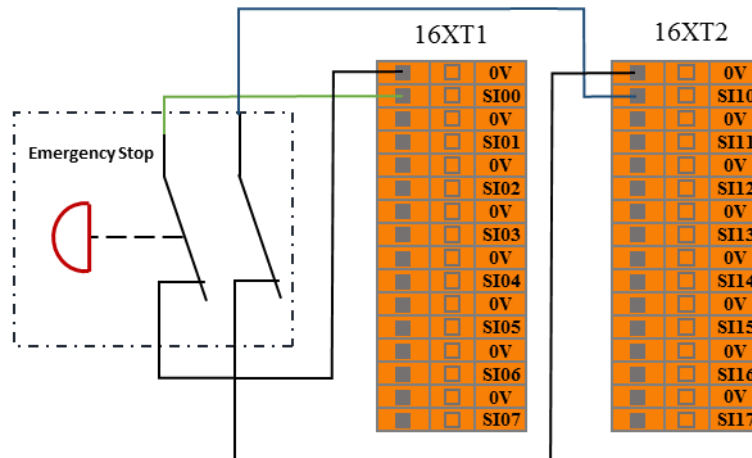 16XT1
16XT2
Emergency Stop
0V
SI00
0V
SI01
0V
SI02
0V
SI03
0V
SI04
0V
SI05
0V
SI06
0V
SI07
0V
SI10
0V
SI11
0V
SI12
0V
SI13
0V
SI14
0V
SI15
0V
SI16
0V
SI17